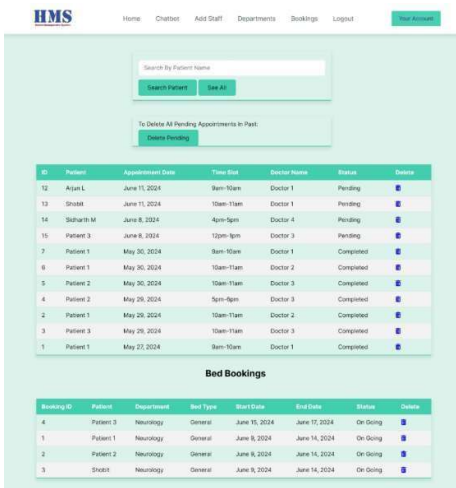 HMS
Home Chatbot Add Staff Departments Bookings Logout Your Account
Search By Patient Name
Search Patient See All
To Delete All Pending Appointments In Past:
Delete Pending
ID Patient Appointment Date Time Slot Doctor Name Status Delete
12 Arjun L June 11, 2024 9am-10am Doctor 1 Pending
13 Shobit June 11, 2024 10am-11am Doctor 1 Pending
14 Sidharth M June 8, 2024 4pm-5pm Doctor 4 Pending
15 Patient 3 June 8, 2024 12pm-1pm Doctor 3 Pending
7 Patient 1 May 30, 2024 9am-10am Doctor 1 Completed
6 Patient 1 May 30, 2024 10am-11am Doctor 2 Completed
5 Patient 2 May 30, 2024 10am-11am Doctor 3 Completed
4 Patient 2 May 29, 2024 5pm-6pm Doctor 3 Completed
2 Patient 1 May 29, 2024 10am-11am Doctor 2 Completed
3 Patient 3 May 29, 2024 10am-11am Doctor 3 Completed
1 Patient 1 May 27, 2024 9am-10am Doctor 1 Completed
Bed Bookings
Booking ID Patient Department Bed Type Start Date End Date Status Delete
4 Patient 3 Neurology General June 15, 2024 June 17, 2024 On Going
1 Patient 1 Neurology General June 9, 2024 June 14, 2024 On Going
2 Patient 2 Neurology General June 9, 2024 June 14, 2024 On Going
3 Shobit Neurology General June 9, 2024 June 14, 2024 On Going